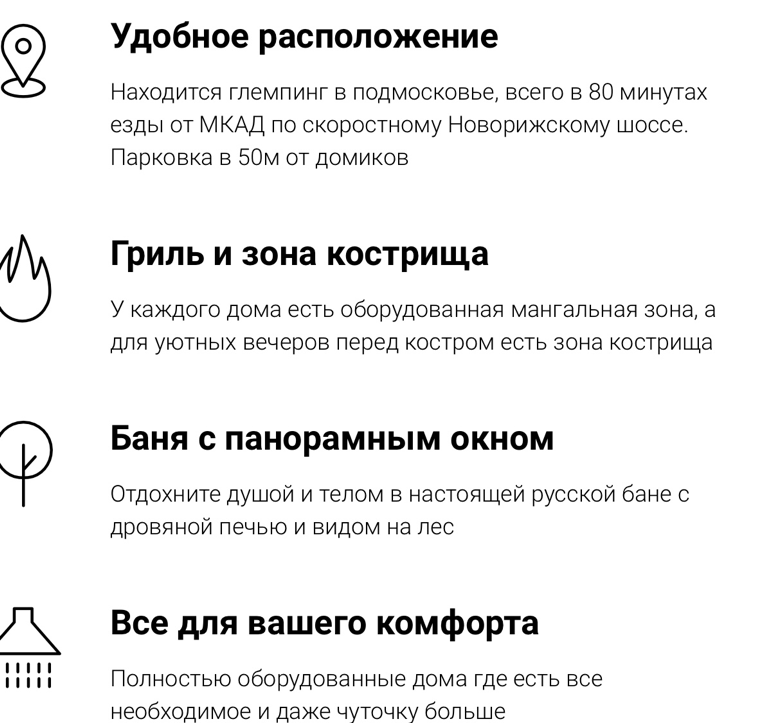 Удобное расположение
Находится глемпинг в подмосковье, всего в 80 минутах
езды от МКАД по скоростному Новорижскому шоссе.
Парковка в 50м от домиков
Гриль и зона кострища
У каждого дома есть оборудованная мангальная зона, а
для уютных вечеров перед костром есть зона кострища
Баня с панорамным окном
Отдохните душой и телом в настоящей русской бане с
дровяной печью и видом на лес
Все для вашего комфорта
Полностью оборудованные дома где есть все
необходимое и даже чуточку больше